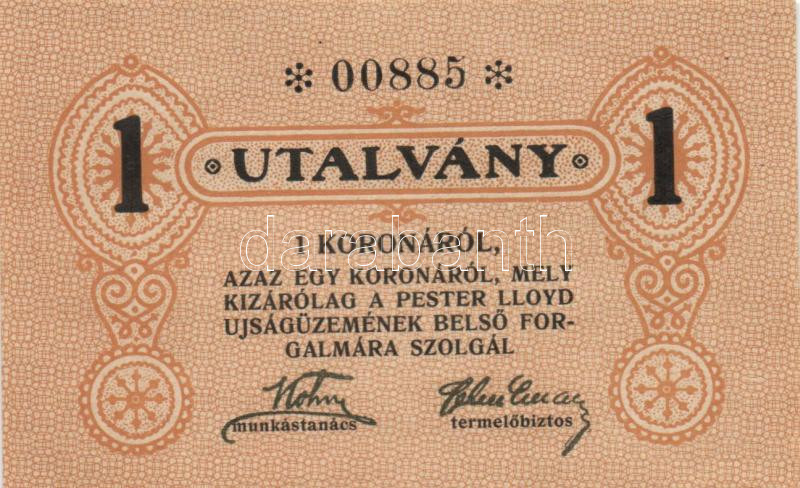 * 00885 *
1 UTALVÁNY 1
1 KORONÁRÓL,
AZAZ EGY KORONÁRÓL, MELY
KIZÁRÓLAG A PESTER LLOYD
UJSÁGÜZEMÉNEK BELSŐ FOR-
GALMÁRA SZOLGÁL
munkástanács termelőbiztos
darabanth